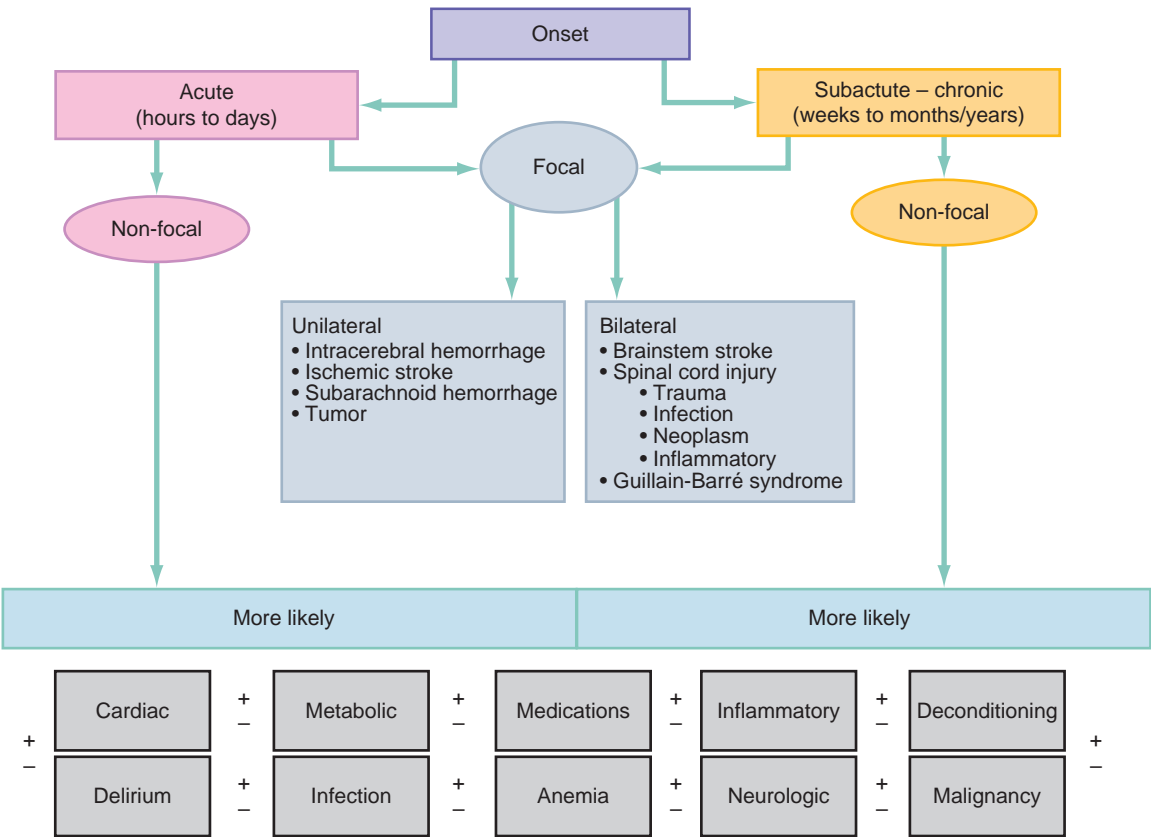 Onset
Acute
(hours to days)
Subactute – chronic
(weeks to months/years)
Focal
Non-focal
Non-focal
Unilateral
• Intracerebral hemorrhage
• Ischemic stroke
• Subarachnoid hemorrhage
• Tumor
Bilateral
• Brainstem stroke
• Spinal cord injury
• Trauma
• Infection
• Neoplasm
• Inflammatory
• Guillain-Barré syndrome
More likely
More likely
Cardiac
+
–
Metabolic
+
–
Medications
+
–
Inflammatory
+
–
Deconditioning
+
–
+
–
Delirium
+
–
Infection
+
–
Anemia
+
–
Neurologic
+
–
Malignancy